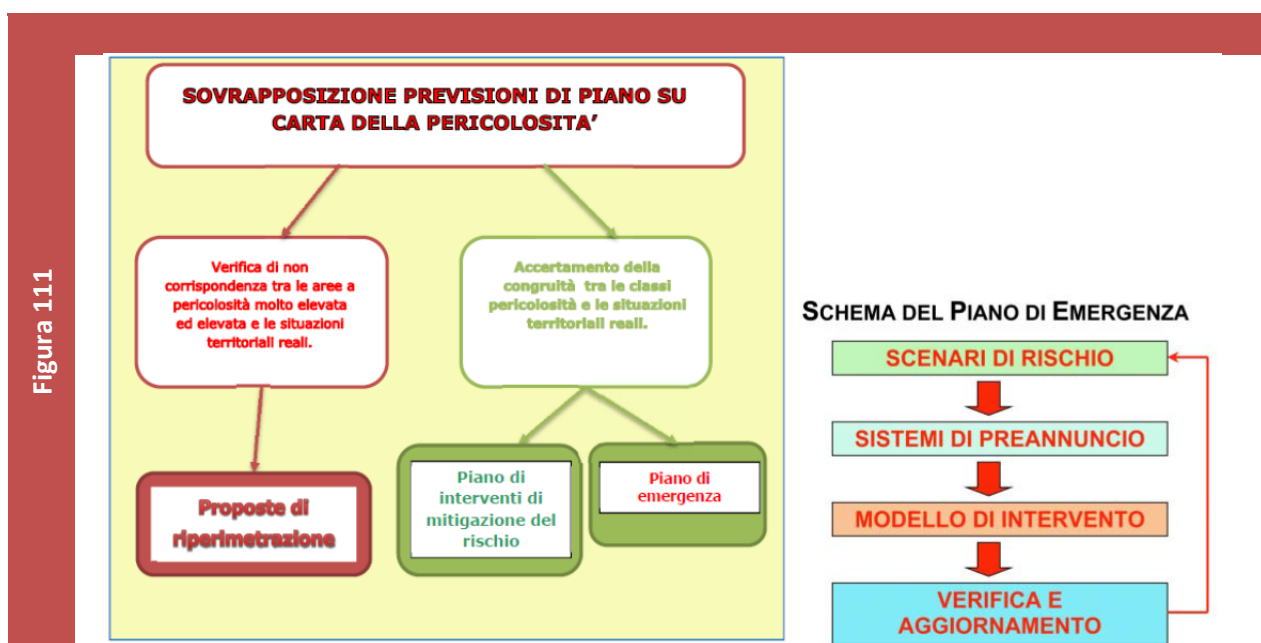 Figura 111
SOVRAPPOSIZIONE PREVISIONI DI PIANO SU
CARTA DELLA PERICOLOSITA’
Verifica di non
corrispondenza tra le aree a
pericolosità molto elevata
ed elevata e le situazioni
territoriali reali.
Accertamento della
congruità tra le classi
pericolosità e le situazioni
territoriali reali.
Proposte di
riperimetrazione
Piano di
interventi di
mitigazione del
rischio
Piano di
emergenza
SCHEMA DEL PIANO DI EMERGENZA
SCENARI DI RISCHIO
SISTEMI DI PREANNUNCIO
MODELLO DI INTERVENTO
VERIFICA E
AGGIORNAMENTO